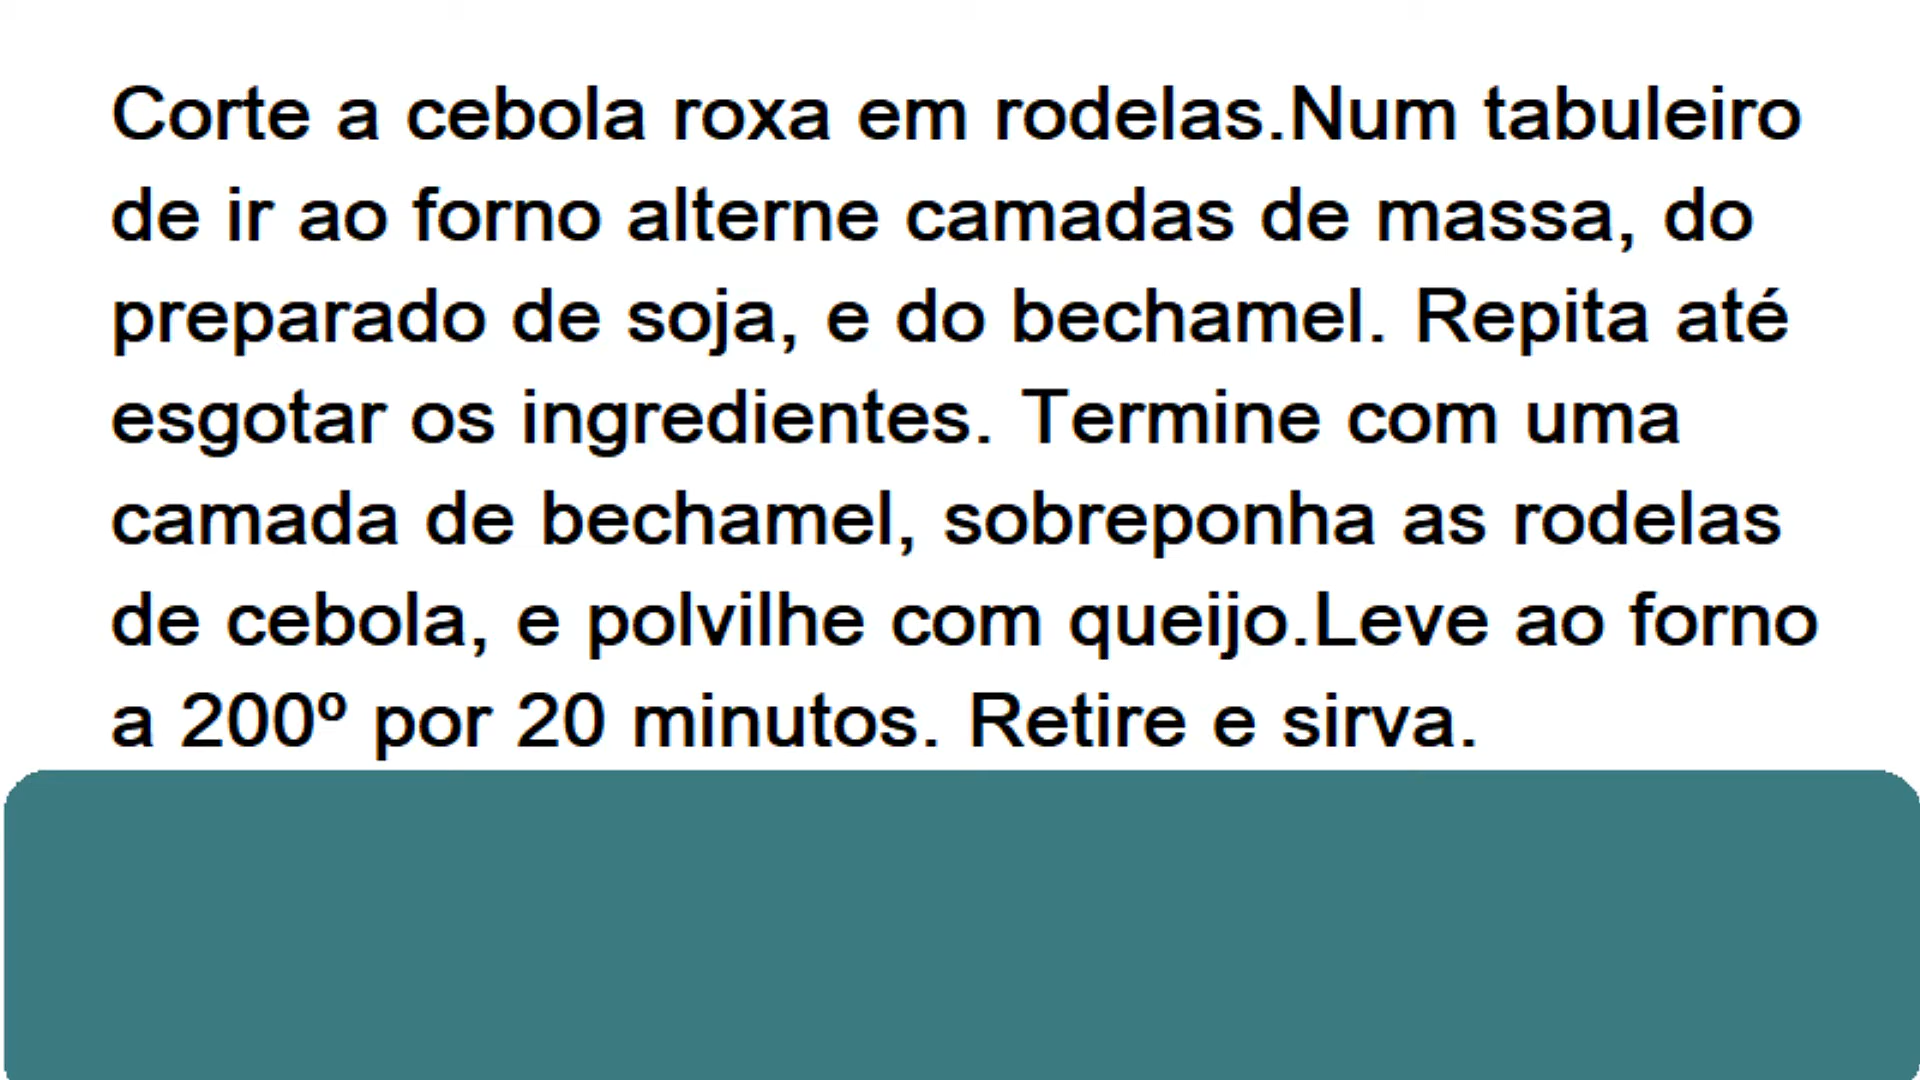 Corte a cebola roxa em rodelas.Num tabuleiro
de ir ao forno alterne camadas de massa, do
preparado de soja, e do bechamel. Repita até
esgotar os ingredientes. Termine com uma
camada de bechamel, sobreponha as rodelas
de cebola, e polvilhe com queijo.Leve ao forno
a 200º por 20 minutos. Retire e sirva.